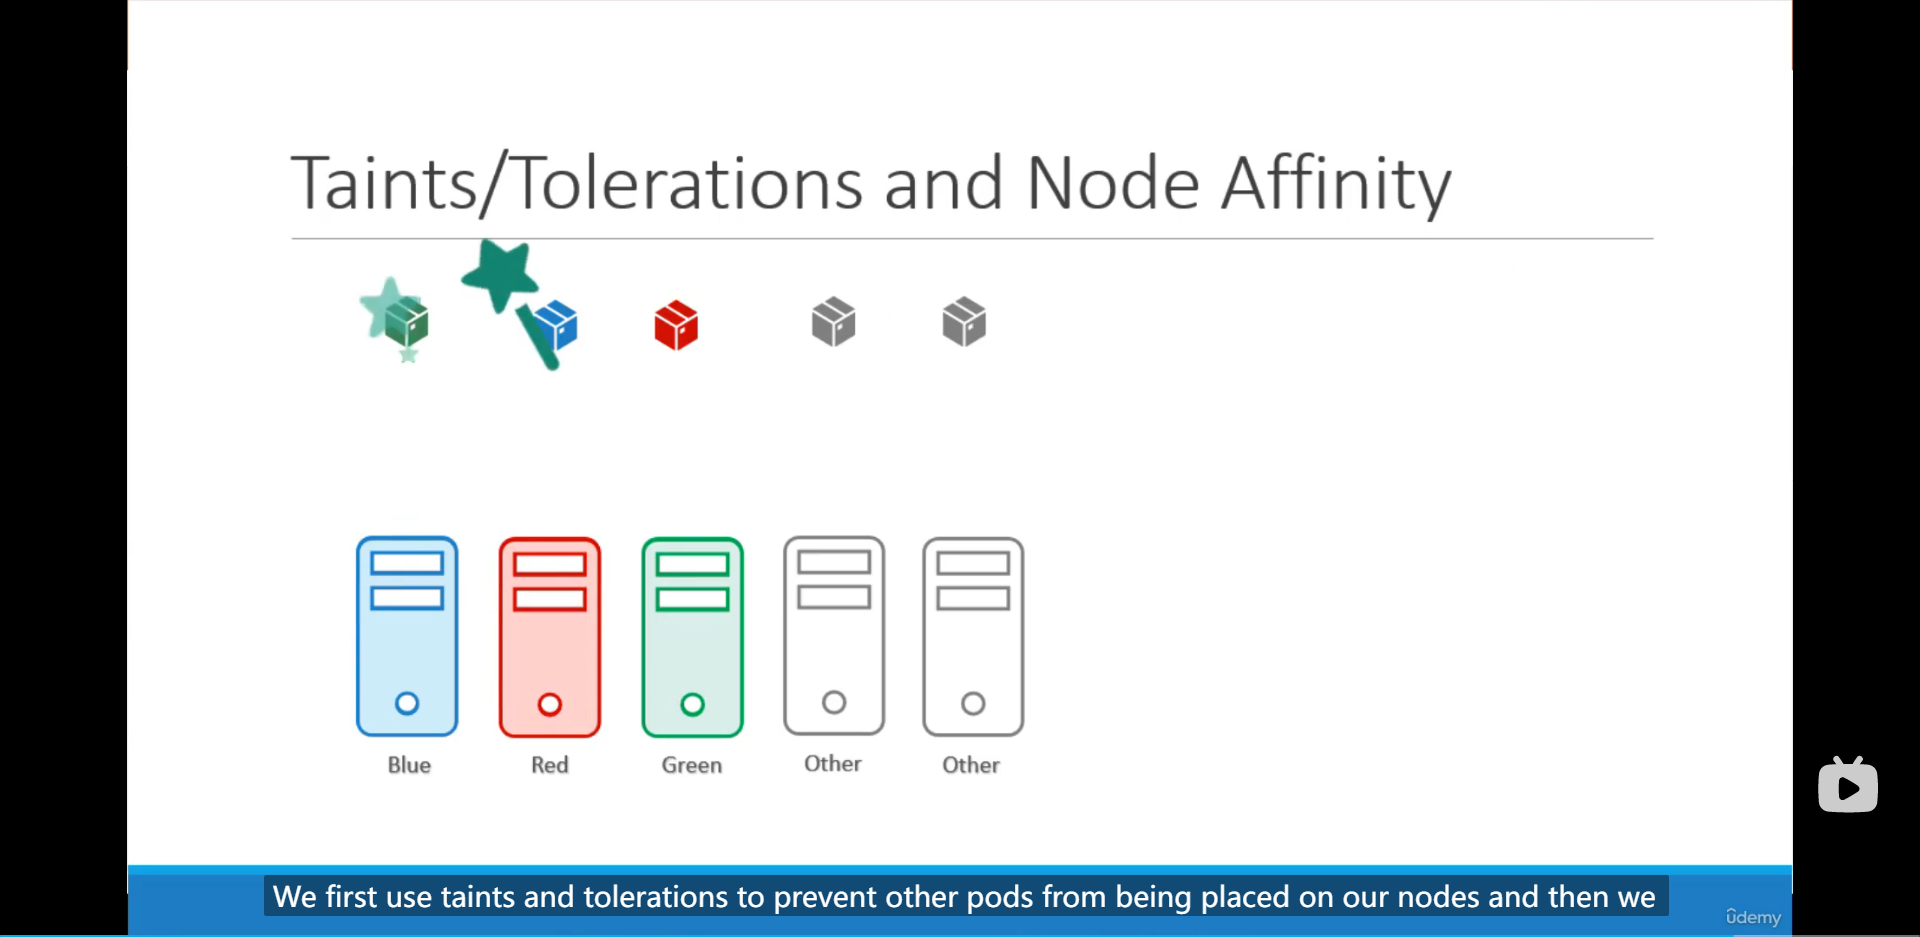 Taints/Tolerations and Node Affinity
Blue
Red
Green
Other
Other
We first use taints and tolerations to prevent other pods from being placed on our nodes and then we
ûdemy